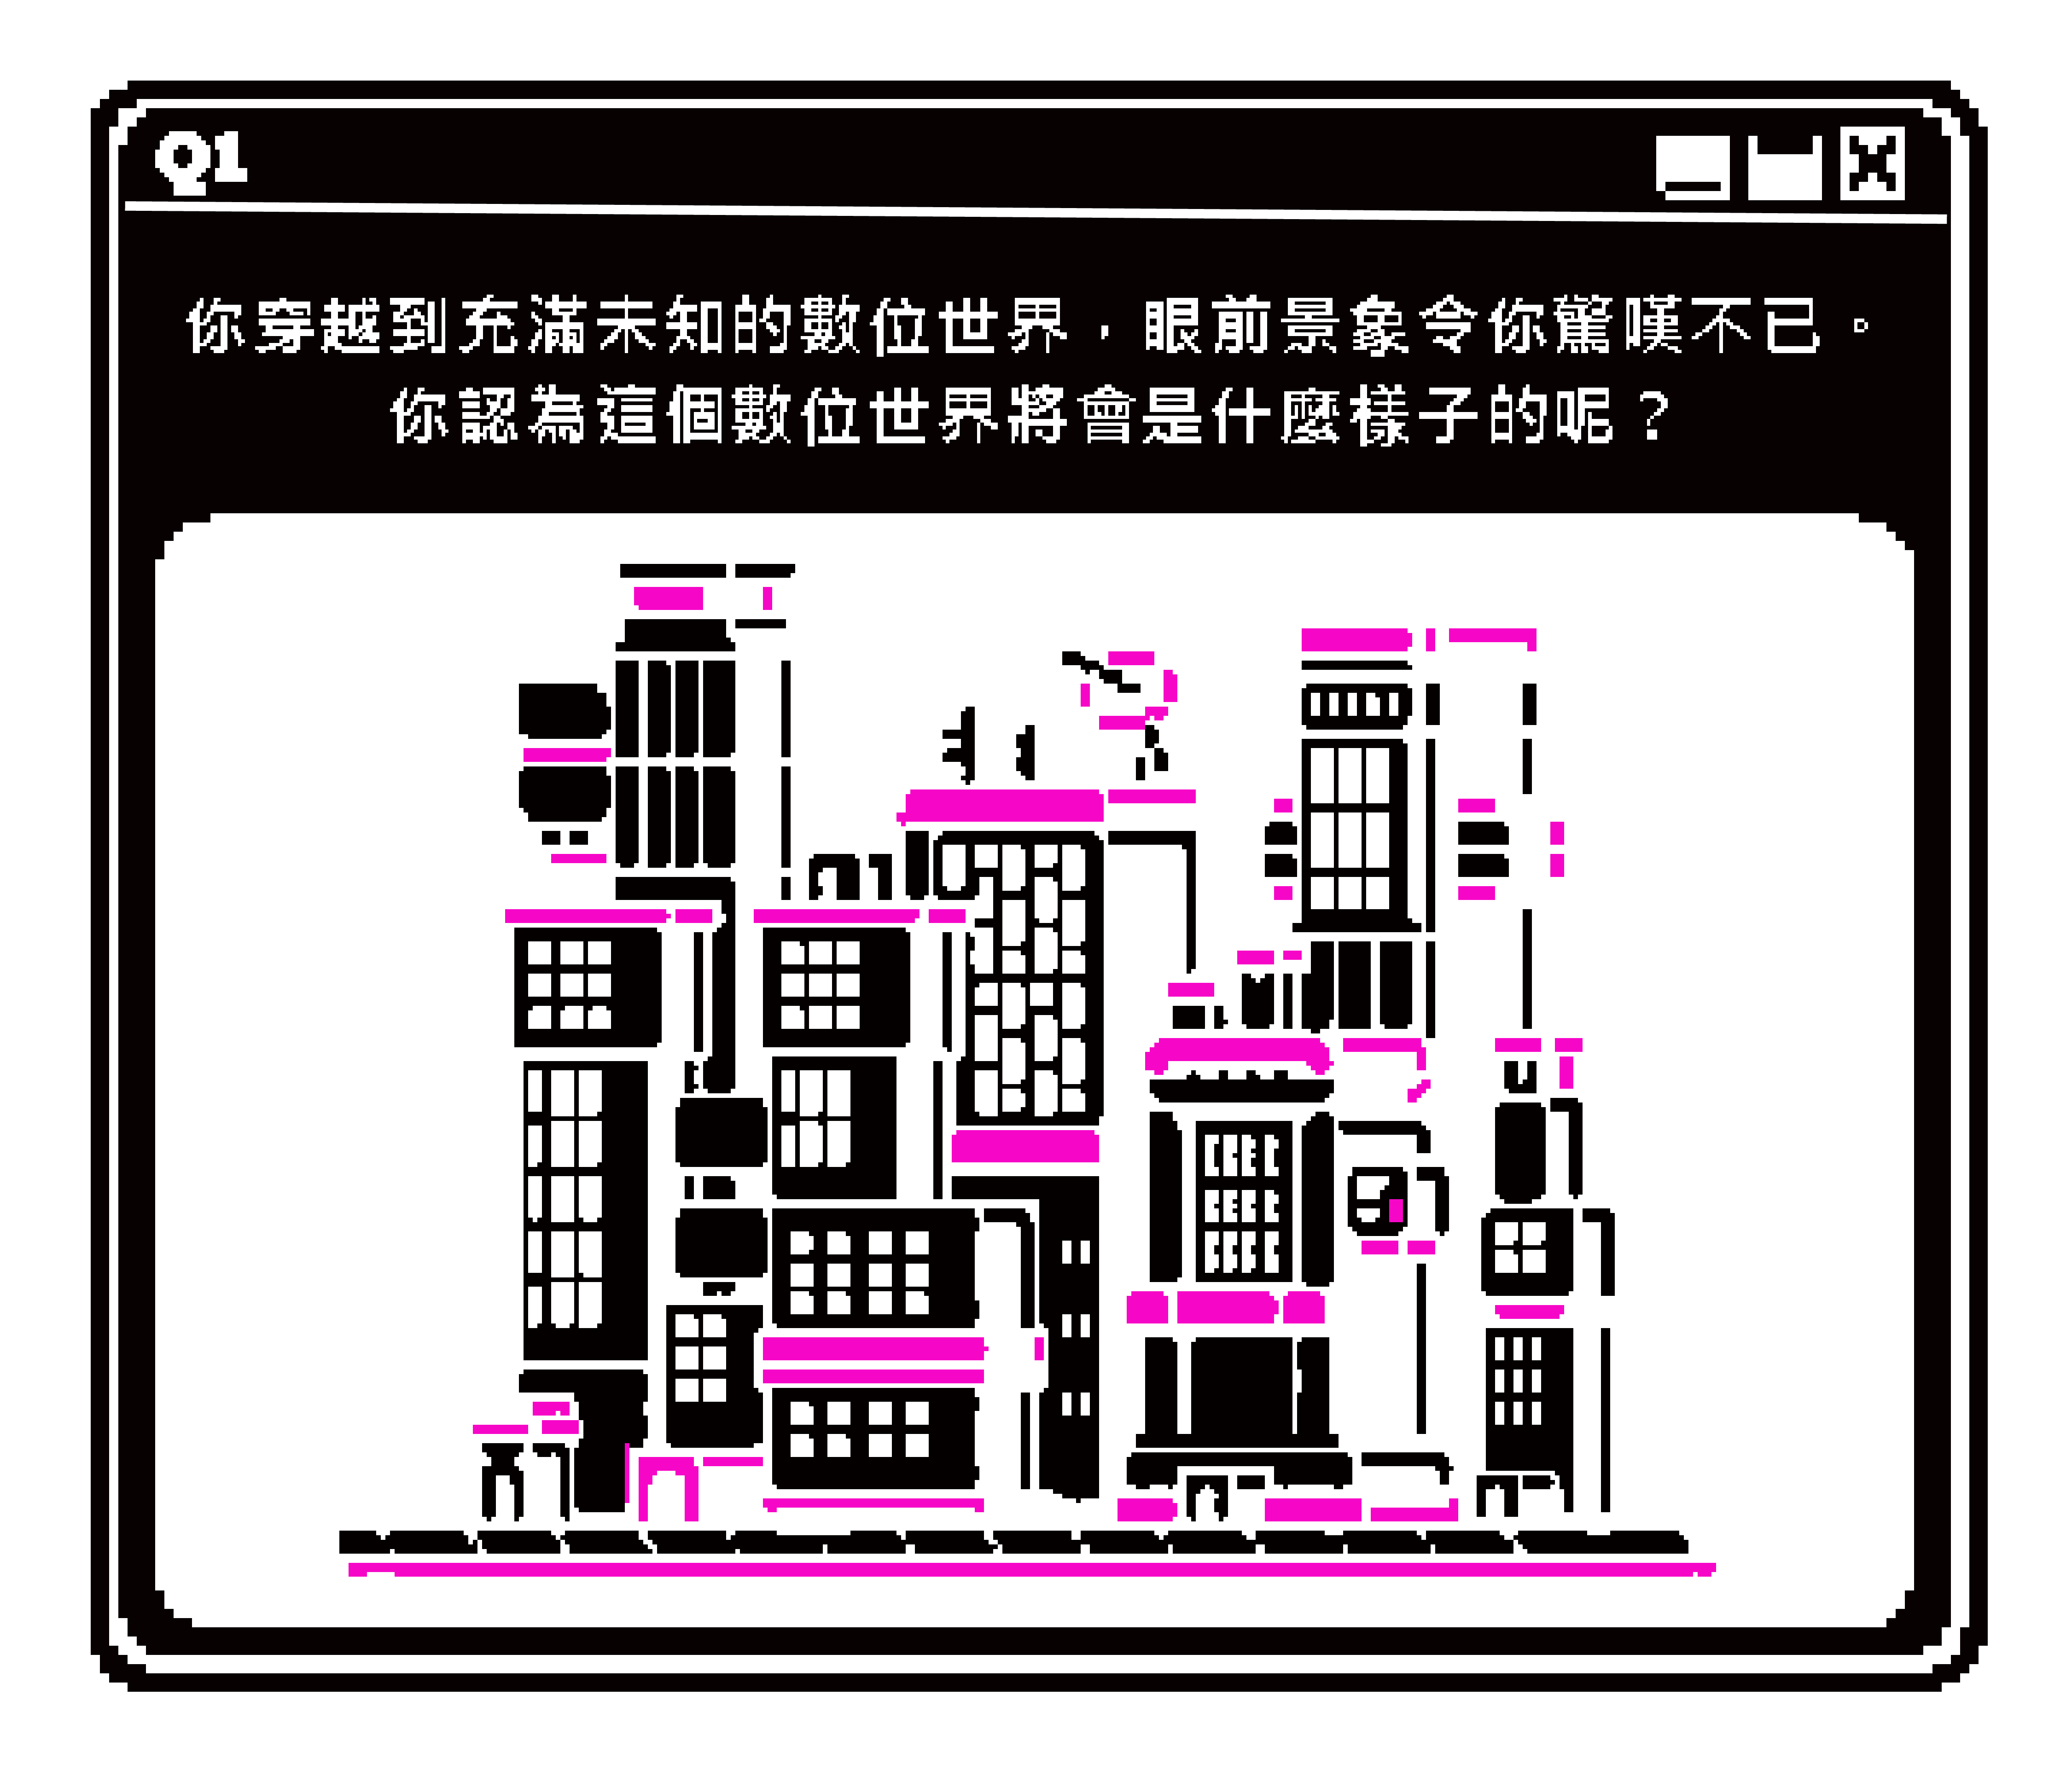 Q1
你穿越到充滿未知的數位世界，眼前景象令你驚嘆不已。
你認為這個數位世界將會是什麼樣子的呢？